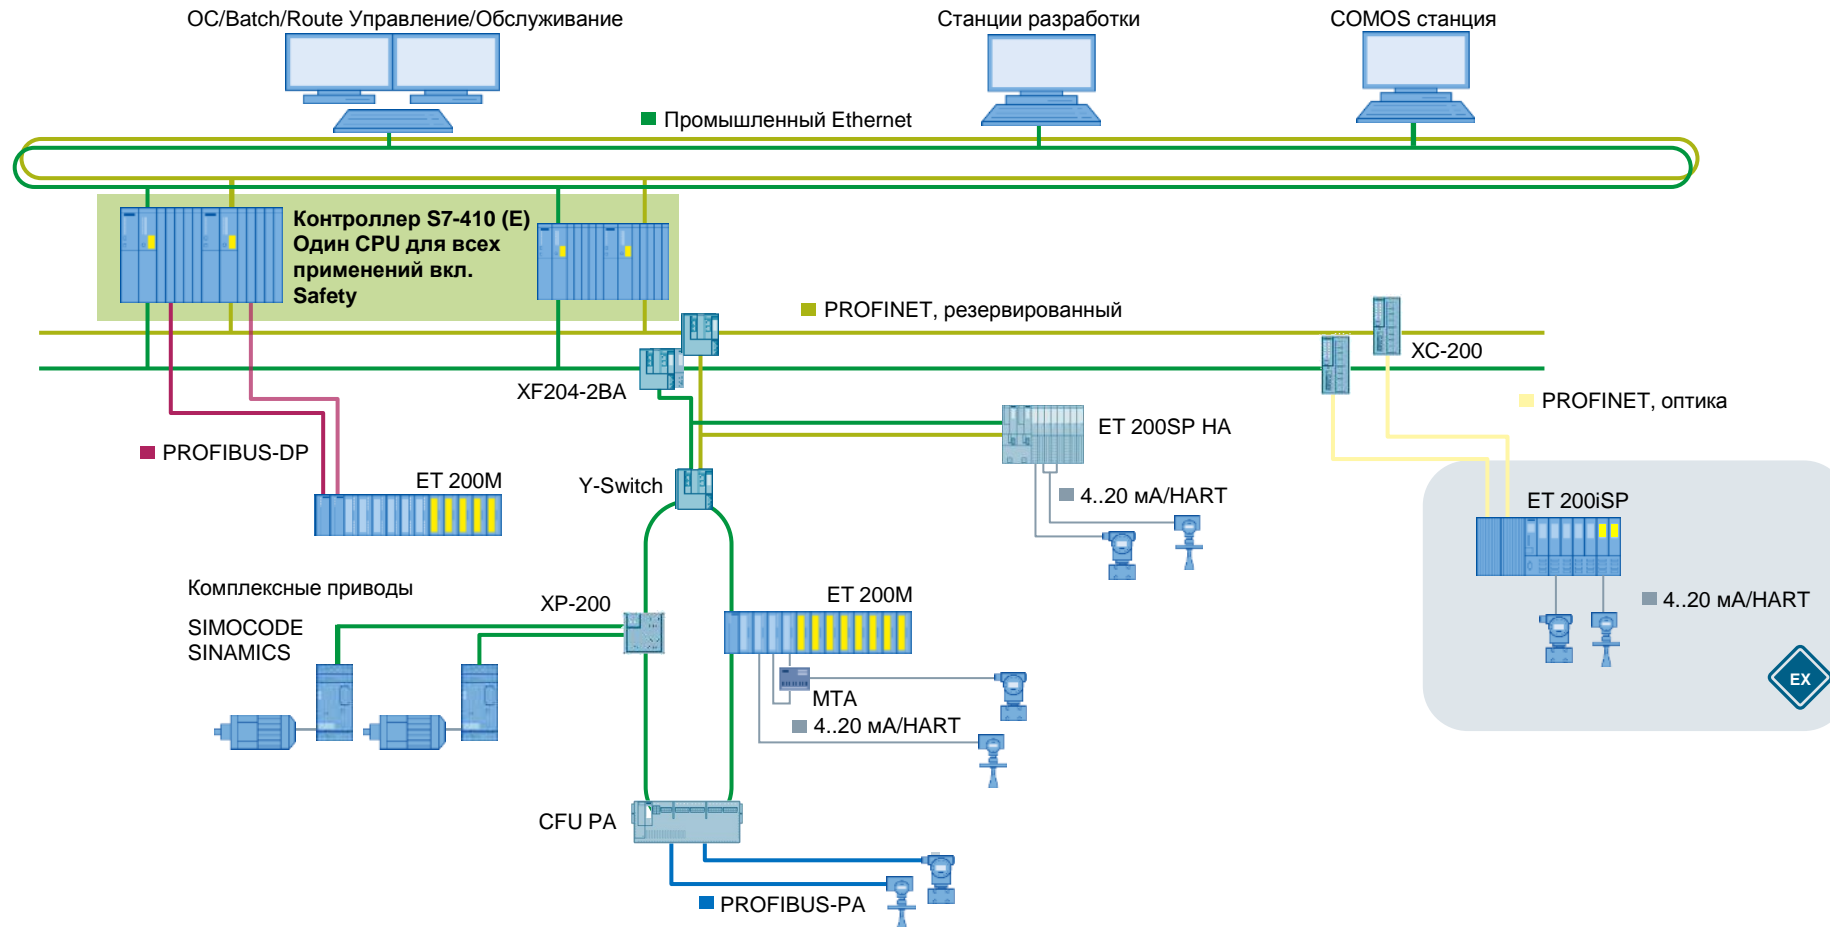 ОС/Batch/Route Управление/Обслуживание
Станции разработки
COMOS станция
Промышленный Ethernet
Контроллер S7-410 (E)
Один CPU для всех
применений вкл.
Safety
PROFINET, резервированный
XC-200
XF204-2BA
PROFINET, оптика
ET 200SP HA
PROFIBUS-DP
ET 200M
Y-Switch
4..20 мА/HART
ET 200iSP
Комплексные приводы
XP-200
ET 200M
4..20 мА/HART
SIMOCODE
SINAMICS
EX
MTA
4..20 мА/HART
CFU PA
PROFIBUS-PA